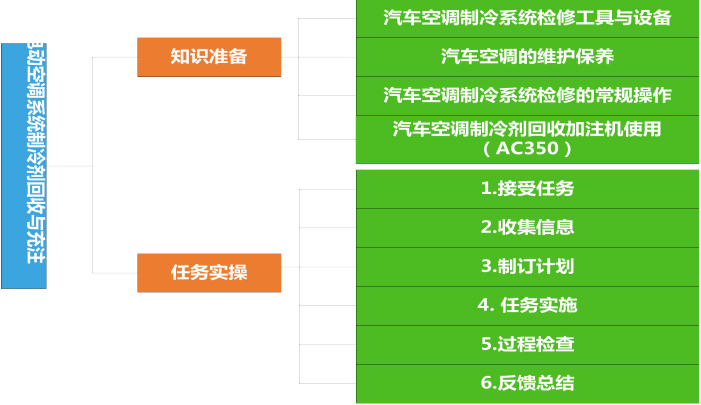 动空调系统制冷剂回收与充注
知识准备
汽车空调制冷系统检修工具与设备
汽车空调的维护保养
汽车空调制冷系统检修的常规操作
汽车空调制冷剂回收加注机使用
（AC350）
任务实操
1.接受任务
2.收集信息
3.制订计划
4. 任务实施
5.过程检查
6.反馈总结